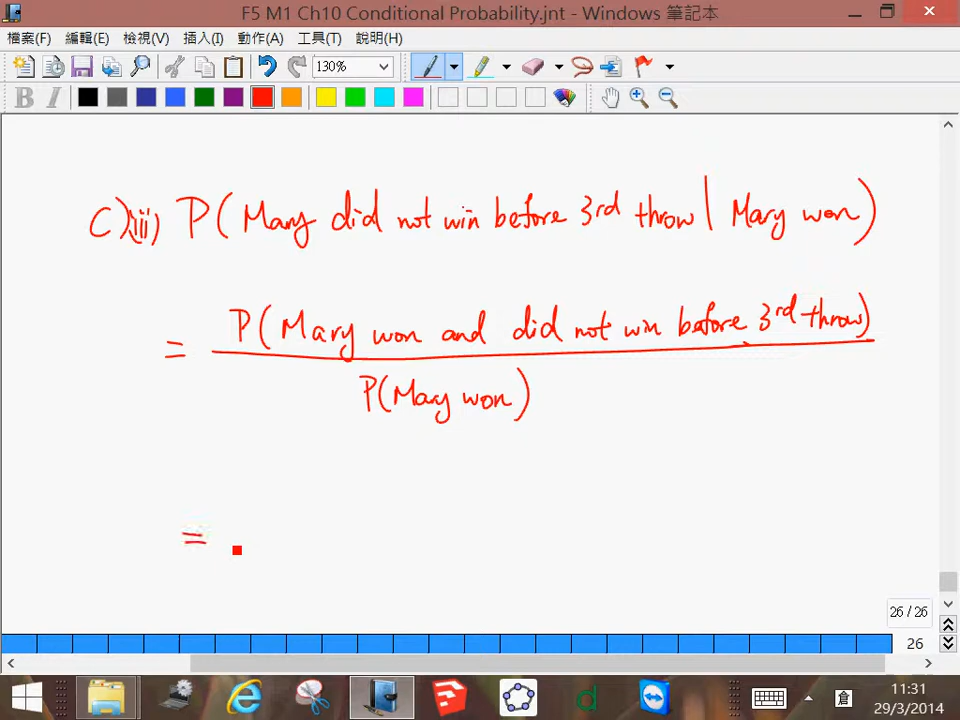 F5 M1 Ch10 Conditional Probability.jnt - Windows 筆記本
檔案(F) 編輯(E) 檢視(V) 插入(I) 動作(A) 工具(T) 說明(H)
130%
B I
c)iii) P(Mary did not win before 3rd throw | Mary won)
= P(Mary won and did not win before 3rd throw)
P(Mary won)
=
26 / 26
26
倉
11:31
29/3/2014